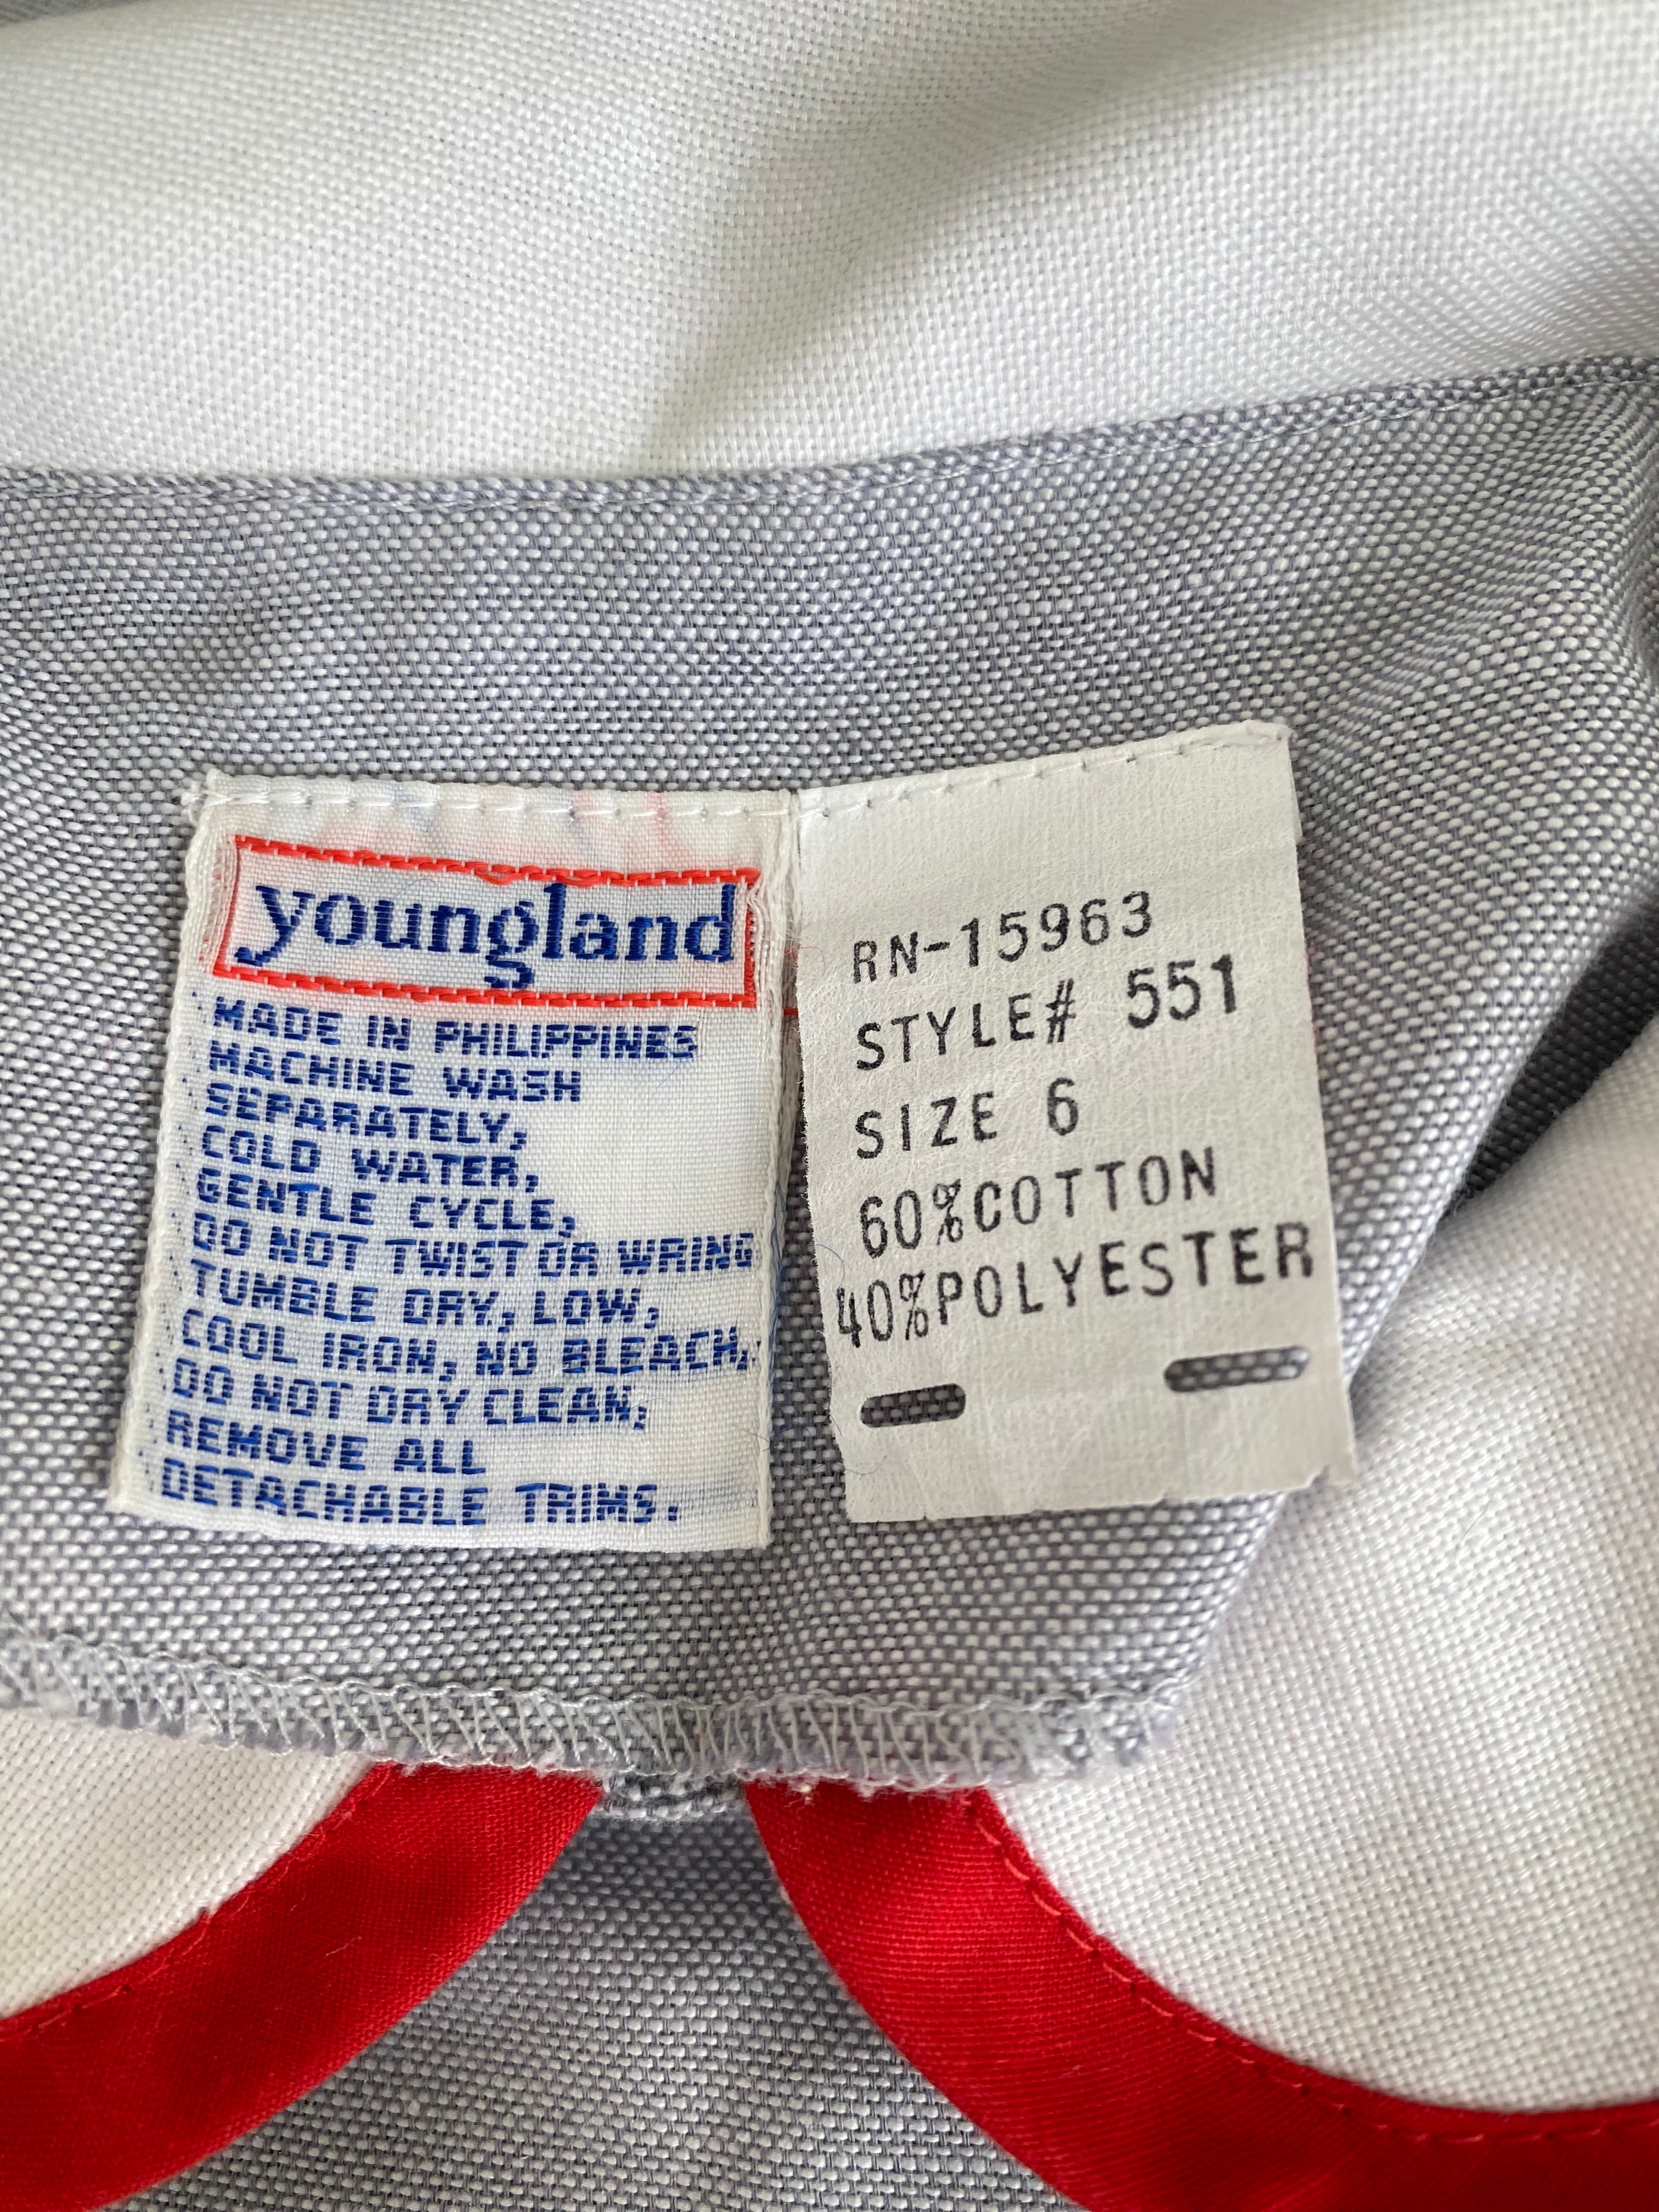 youngland
MADE IN PHILIPPINES
MACHINE WASH
SEPARATELY,
COLD WATER,
GENTLE CYCLE,
DO NOT TWIST OR WRING
TUMBLE DRY, LOW,
COOL IRON, NO BLEACH,
DO NOT DRY CLEAN,
REMOVE ALL
DETACHABLE TRIMS.
RN-15963
STYLE# 551
SIZE 6
60%COTTON
40%POLYESTER